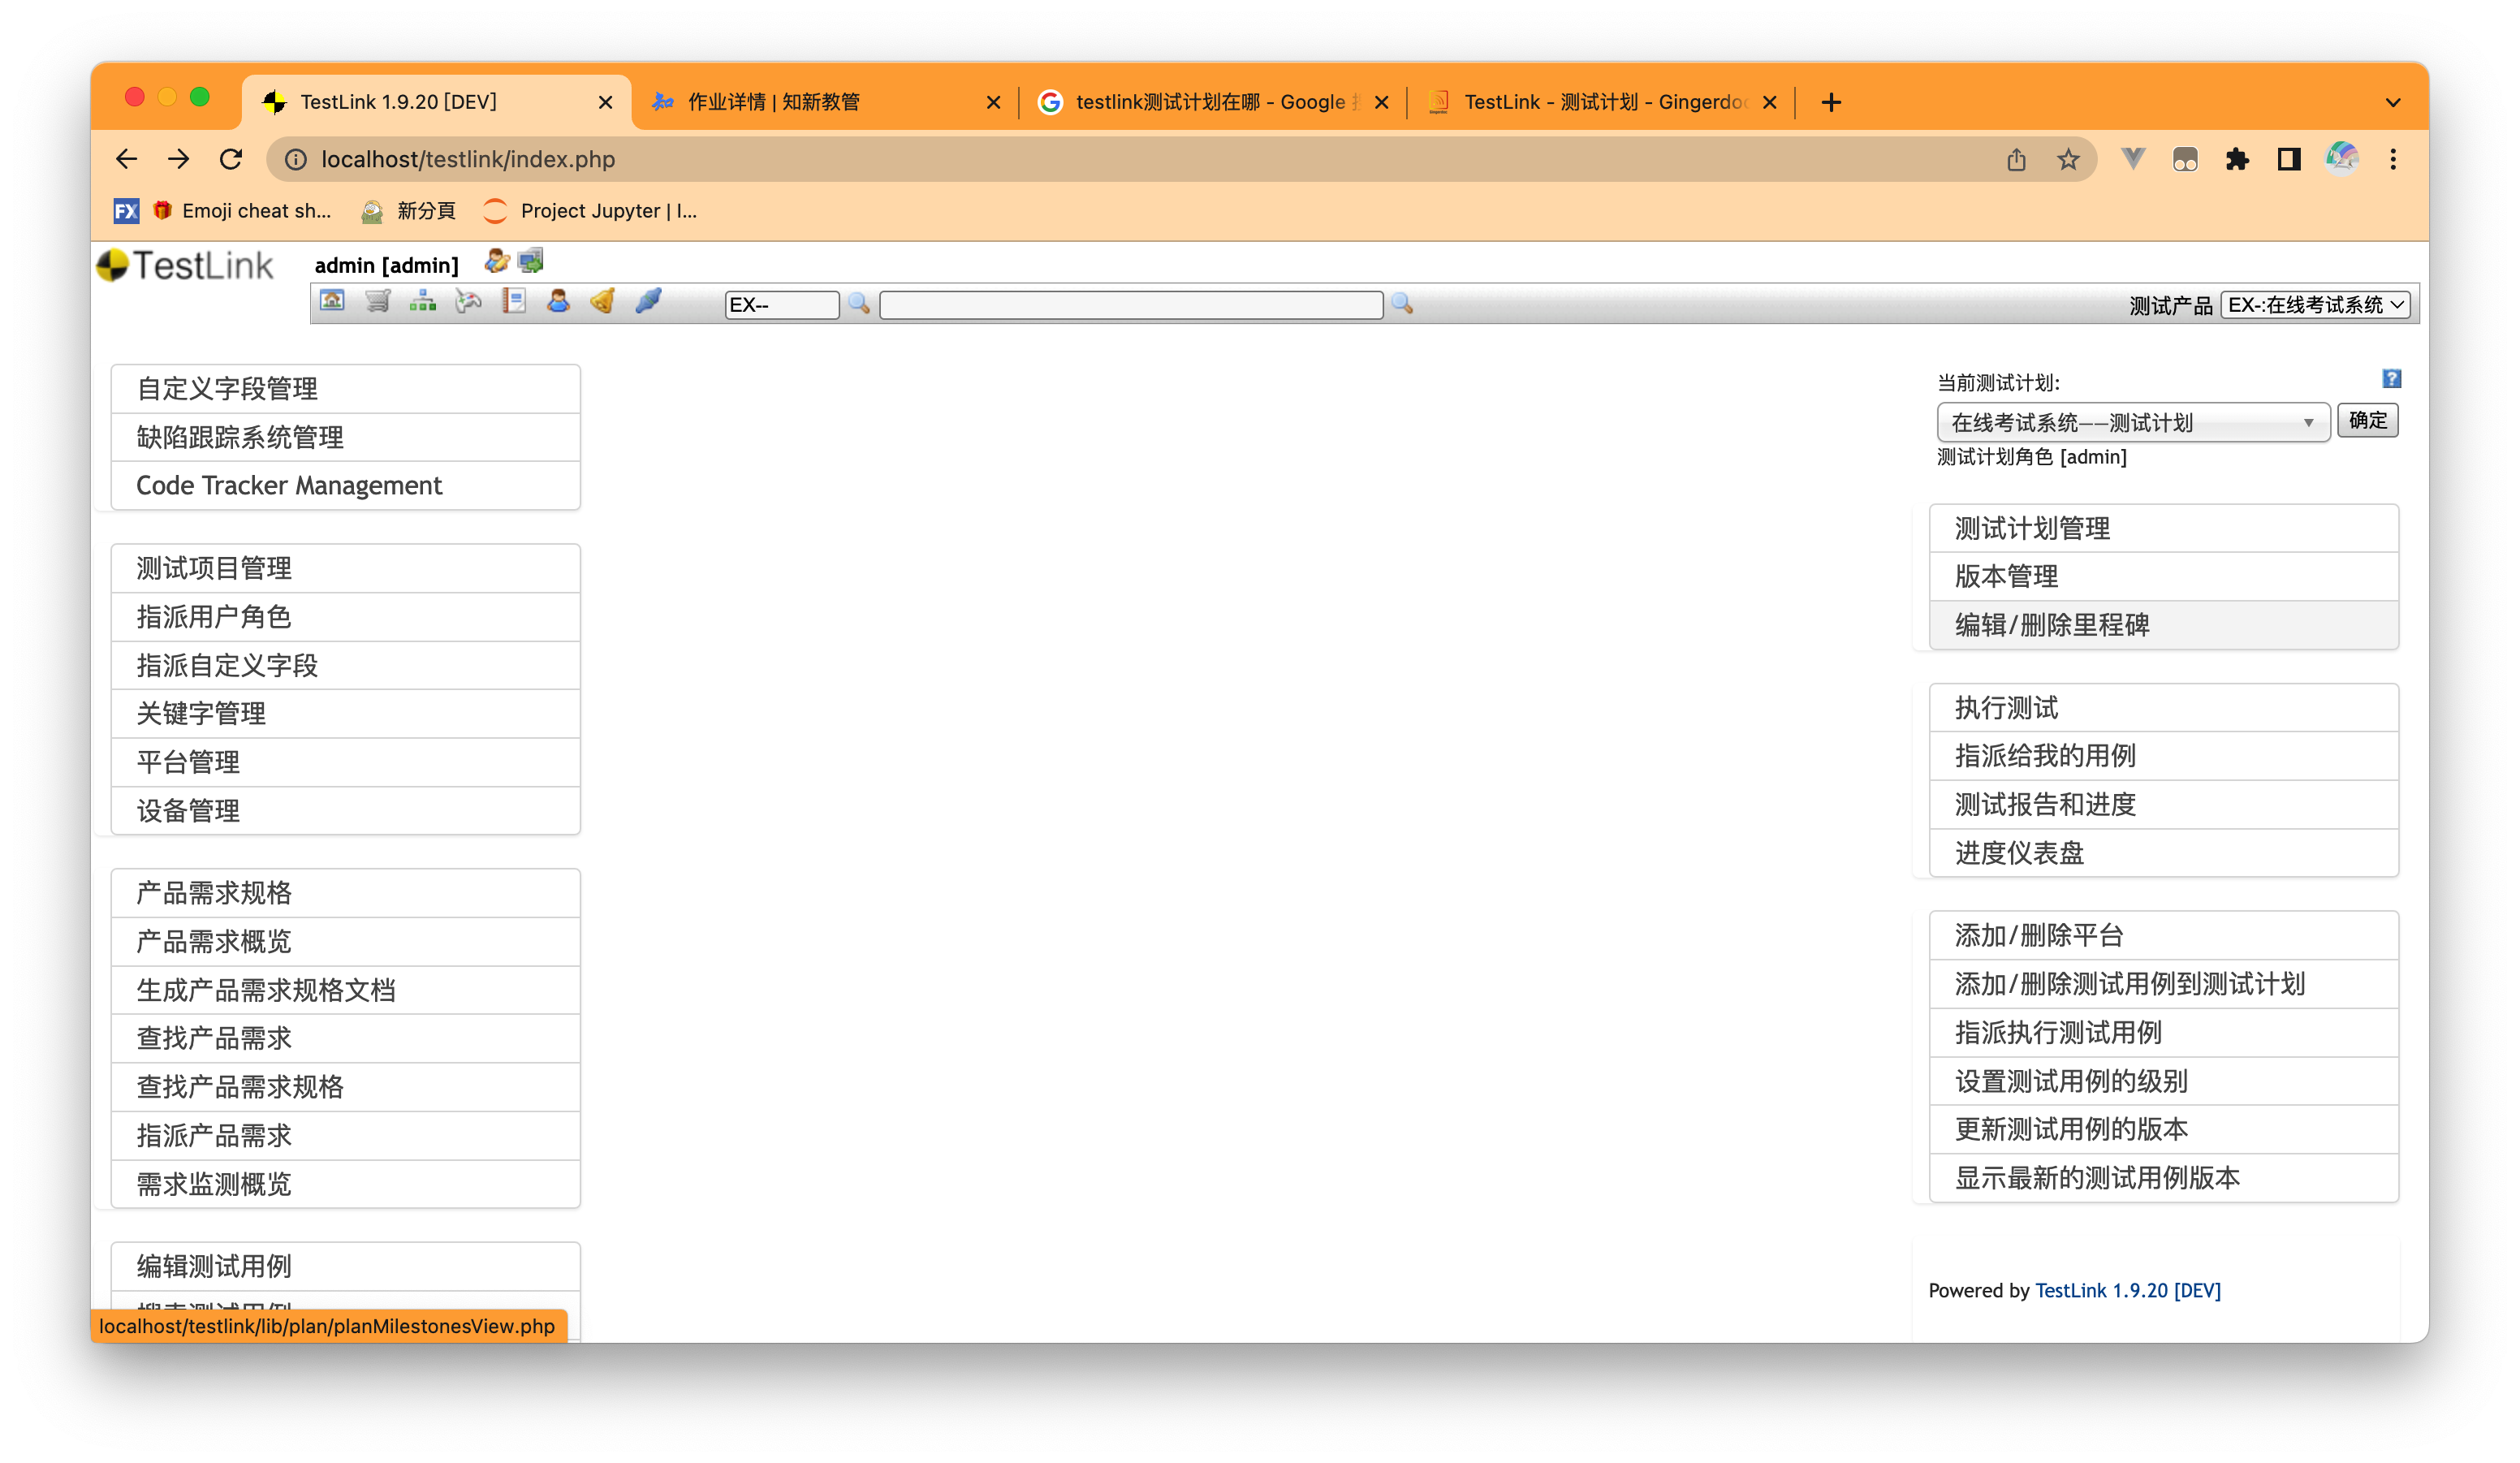 TestLink 1.9.20 [DEV]
作业详情 | 知新教管
testlink测试计划在哪 - Google
TestLink - 测试计划 - Gingerdoc
localhost/testlink/index.php
FX
Emoji cheat sh...
新分頁
Project Jupyter | I...
TestLink
admin [admin]
EX--
测试产品 EX-:在线考试系统
自定义字段管理
缺陷跟踪系统管理
Code Tracker Management
测试项目管理
指派用户角色
指派自定义字段
关键字管理
平台管理
设备管理
产品需求规格
产品需求概览
生成产品需求规格文档
查找产品需求
查找产品需求规格
指派产品需求
需求监测概览
编辑测试用例
搜索测试用例
localhost/testlink/lib/plan/planMilestonesView.php
当前测试计划:
在线考试系统——测试计划 确定
测试计划角色 [admin]
测试计划管理
版本管理
编辑/删除里程碑
执行测试
指派给我的用例
测试报告和进度
进度仪表盘
添加/删除平台
添加/删除测试用例到测试计划
指派执行测试用例
设置测试用例的级别
更新测试用例的版本
显示最新的测试用例版本
Powered by TestLink 1.9.20 [DEV]